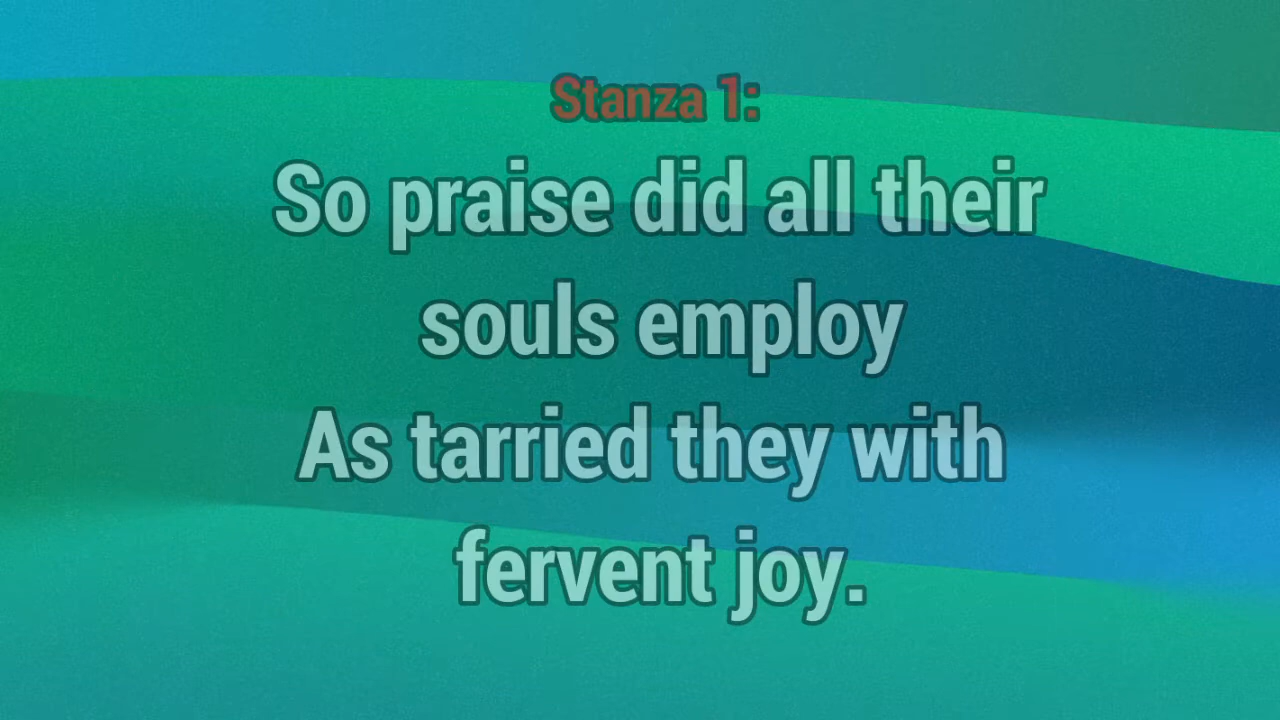 Stanza 1:
So praise did all their
souls employ
As tarried they with
fervent joy.